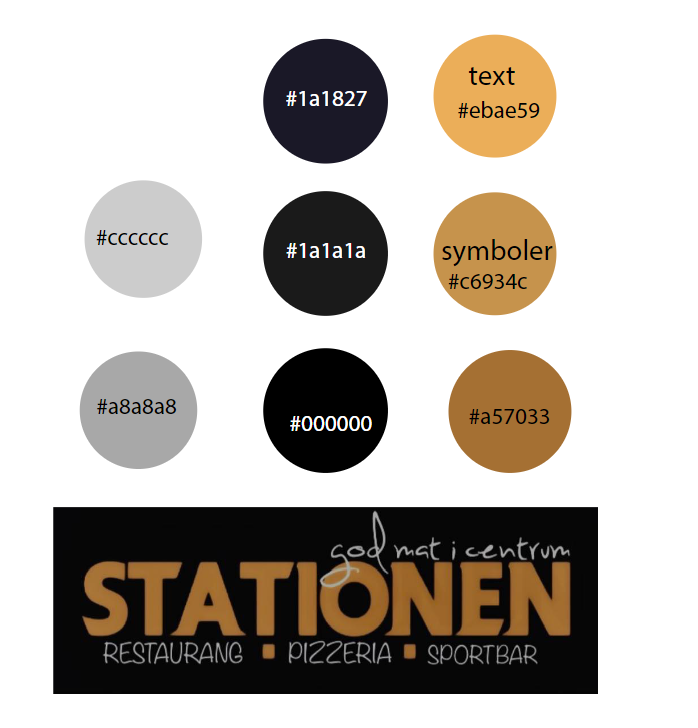 #1a1827
text
#ebae59
#cccccc
#1a1a1a
symboler
#c6934c
#a8a8a8
#000000
#a57033
god mat i centrum
STATIONEN
RESTAURANG ▪ PIZZERIA ▪ SPORTBAR